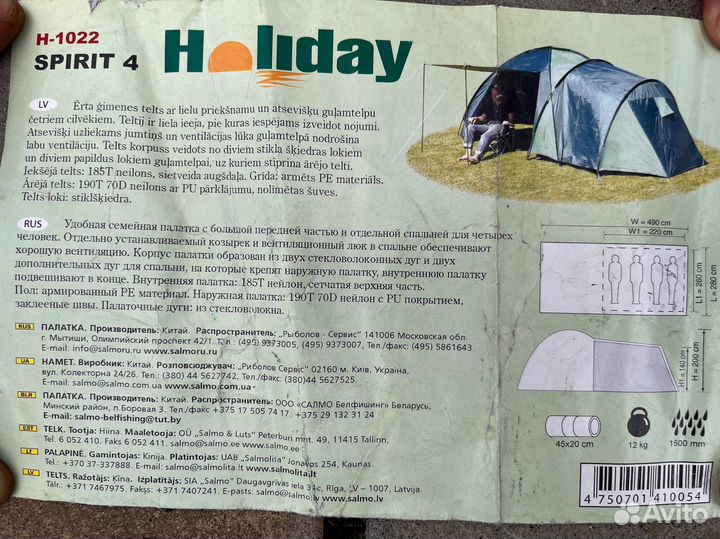 H-1022
SPIRIT 4
Holiday
LV Ērta ģimenes telts ar lielu priekšnamu un atsevišķu guļamtelpu
četriem cilvēkiem. Teltij ir liela ieeja, pie kuras iespējams izveidot nojumi.
Atsevišķi uzliekams jumtiņš un ventilācijas lūka guļamtelpā nodrošina
labu ventilāciju. Telts korpuss veidots no diviem stikla šķiedras lokiem
un diviem papildus lokiem guļamtelpai, uz kuriem stiprina ārējo telti.
Iekšējā telts: 185T neilons, sietveida augšdaļa. Grīda: armēts PE materiāls.
Ārējā telts: 190T 70D neilons ar PU pārklājumu, nolīmētas šuves.
Telts loki: stiklšķiedra.
RUS Удобная семейная палатка с большой передней частью и отдельной спальней для четырех
человек. Отдельно устанавливаемый козырек и вентиляционный люк в спальне обеспечивают
хорошую вентиляцию. Корпус палатки образован из двух стекловолоконных дуг и двух
дополнительных дуг для спальни, на которые крепят наружную палатку, внутреннюю палатку
подвешивают в конце. Внутренняя палатка: 185T нейлон, сетчатая верхняя часть.
Пол: армированный PE материал. Наружная палатка: 190T 70D нейлон с PU покрытием,
заклееные швы. Палаточные дуги: из стекловолокна.
RUS ПАЛАТКА. Производитель: Китай. Распространитель: „Рыболов - Сервис" 141006 Московская обл.
г. Мытищи, Олимпийский проспект 42/1. Тел.: (495) 9373005, (495) 9373007, Тел./факс: (495) 5861643.
E-mail: info@salmoru.ru www.salmoru.ru
UA НАМЕТ. Виробник: Китай. Розповсюджувач: „Риболов Сервіс" 02160 м. Київ, Україна,
вул. Колекторна 24/26. Тел.: (380) 44 5627742, Тел./факс: (380)44 5627525.
E-mail: salmo@salmo.com.ua www.salmo.com.ua
BLR ПАЛАТКА. Производитель: Китай. Распространитель: ООО «САЛМО Белфишинг» Беларусь,
Минский район, п.Боровая 3. Тел./факс: +375 17 505 74 17. +375 29 132 31 24
E-mail: salmo-belfishing@tut.by
EST TELK. Tootja: Hiina. Maaletooja: OÜ „Salmo & Luts" Peterburi mnt. 49, 11415 Tallinn,
Tel. 6 052 410, Faks 6 052 411. salmo@salmo.ee www.salmo.ee
LT PALAPINĖ. Gamintojas: Kinija. Platintojas: UAB „Salmolita" Jonavos 254, Kaunas.
Tel.: +370 37-337888. E-mail: salmolita@salmolita.lt www.salmolita.lt
LV TELTS. Ražotājs: Ķīna. Izplatītājs: SIA „Salmo" Daugavgrīvas ielā 31c, Rīga, LV – 1007, Latvija.
Tālr.: +371 7467975. Fakss: +371 7407241. E-pasts: salmo@salmo.lv www.salmo.lv
W = 490 cm
W1 = 220 cm
L1 = 260 cm
L = 280 cm
H1 = 140 cm
H = 200 cm
45x20 cm
12 kg
1500 mm
4 750701 410054
Avito